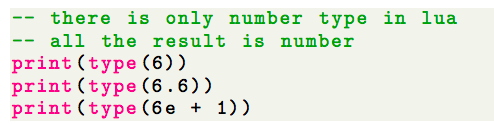 -- there is only number type in lua
-- all the result is number
print(type(6))
print(type(6.6))
print(type(6e + 1))